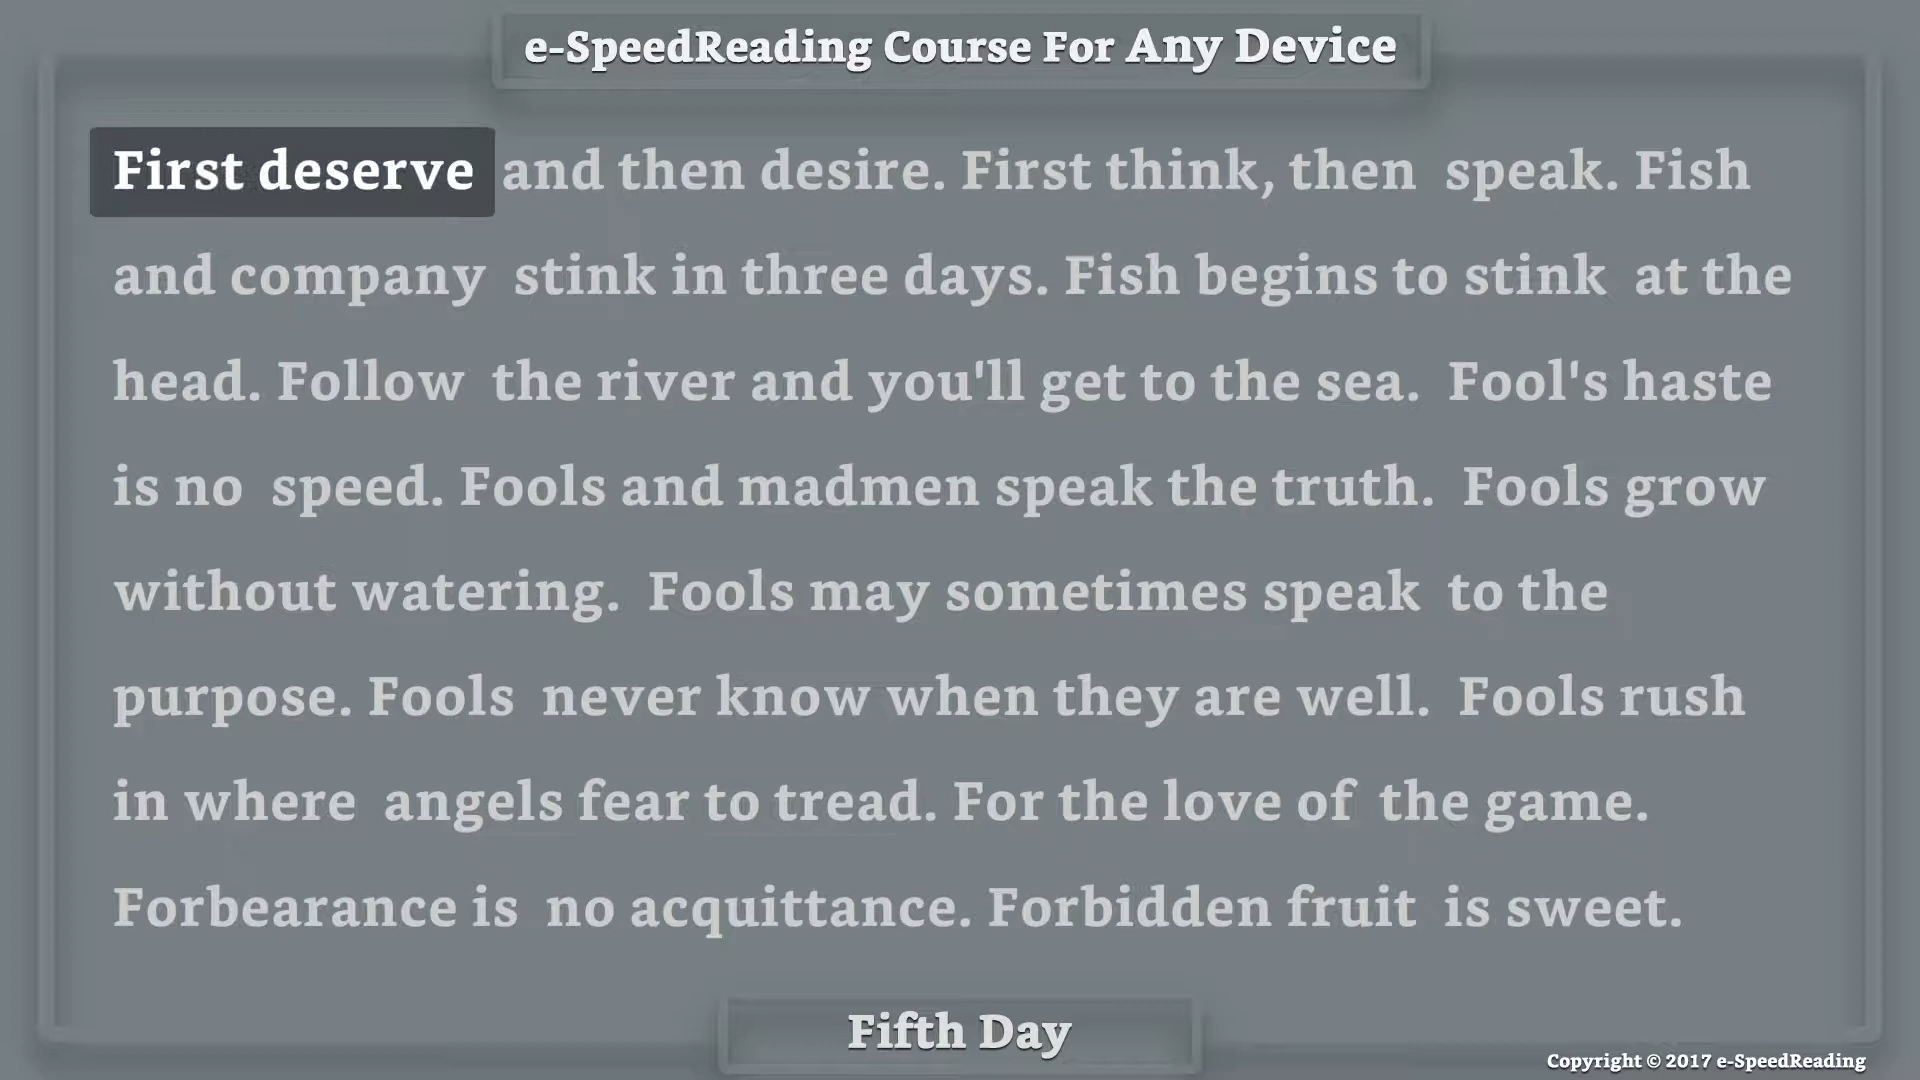 e-SpeedReading Course For Any Device
First deserve and then desire. First think, then speak. Fish
and company stink in three days. Fish begins to stink at the
head. Follow the river and you'll get to the sea. Fool's haste
is no speed. Fools and madmen speak the truth. Fools grow
without watering. Fools may sometimes speak to the
purpose. Fools never know when they are well. Fools rush
in where angels fear to tread. For the love of the game.
Forbearance is no acquittance. Forbidden fruit is sweet.
Fifth Day
Copyright © 2017 e-SpeedReading